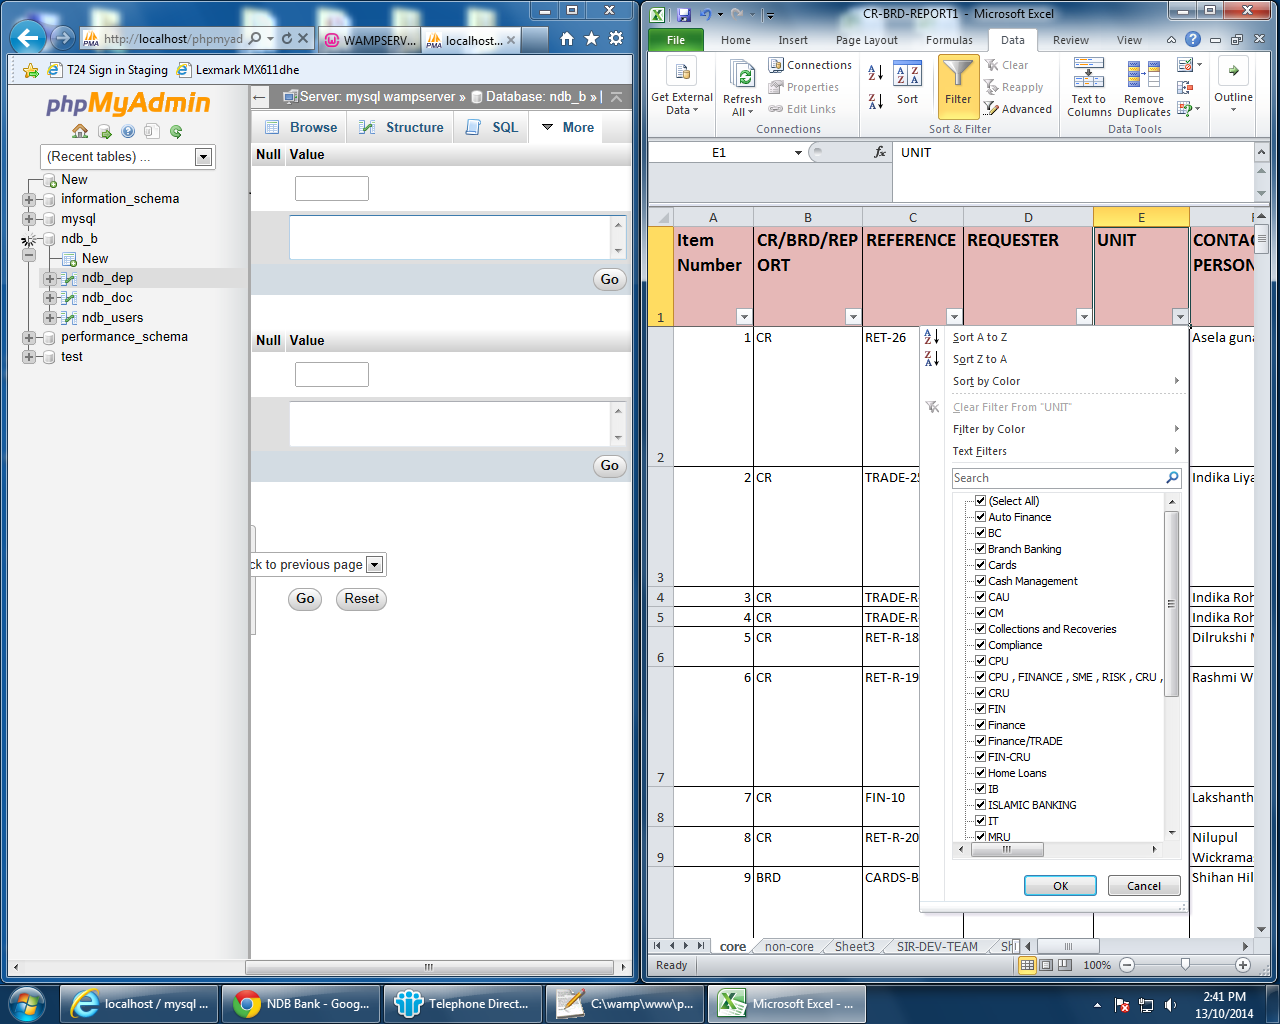 http://localhost/phpmyad
WAMPSERV...
localhost...
T24 Sign in Staging
Lexmark MX611dhe
phpMyAdmin
(Recent tables) ...
New
information_schema
mysql
ndb_b
New
ndb_dep
ndb_doc
ndb_users
performance_schema
test
Server: mysql wampserver » Database: ndb_b »
Browse Structure SQL More
Null Value
Go
Null Value
Go
ck to previous page
Go Reset
CR-BRD-REPORT1 - Microsoft Excel
File Home Insert Page Layout Formulas Data Review View
Get External Data
Refresh All
Connections
Properties
Edit Links
Connections
Sort
Filter
Clear
Reapply
Advanced
Sort & Filter
Text to Columns
Remove Duplicates
Data Tools
Outline
E1 fx UNIT
A B C D E F
1 Item Number CR/BRD/REPORT REFERENCE REQUESTER UNIT CONTA PERSON
2 1 CR RET-26 Asela guna
3 2 CR TRADE-25 Indika Liya
4 3 CR TRADE-R Indika Roh
5 4 CR TRADE-R Indika Roh
6 5 CR RET-R-18 Dilrukshi M
7 6 CR RET-R-19 Rashmi W
8 7 CR FIN-10 Lakshanth
9 8 CR RET-R-20 Nilupul Wickrama
9 BRD CARDS-B Shihan Hil
Sort A to Z
Sort Z to A
Sort by Color
Clear Filter From "UNIT"
Filter by Color
Text Filters
Search
(Select All)
Auto Finance
BC
Branch Banking
Cards
Cash Management
CAU
CM
Collections and Recoveries
Compliance
CPU
CPU , FINANCE , SME , RISK , CRU ,
CRU
FIN
Finance
Finance/TRADE
FIN-CRU
Home Loans
IB
ISLAMIC BANKING
IT
MRU
OK Cancel
core non-core Sheet3 SIR-DEV-TEAM Sh
Ready 100%
localhost / mysql ...
NDB Bank - Goog...
Telephone Direct...
C:\wamp\www\p...
Microsoft Excel - ...
2:41 PM
13/10/2014